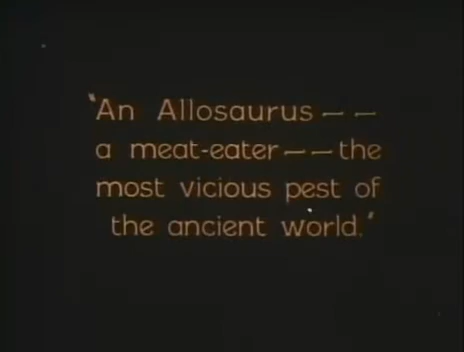 "An Allosaurus — —
a meat-eater — — the
most vicious pest of
the ancient world."